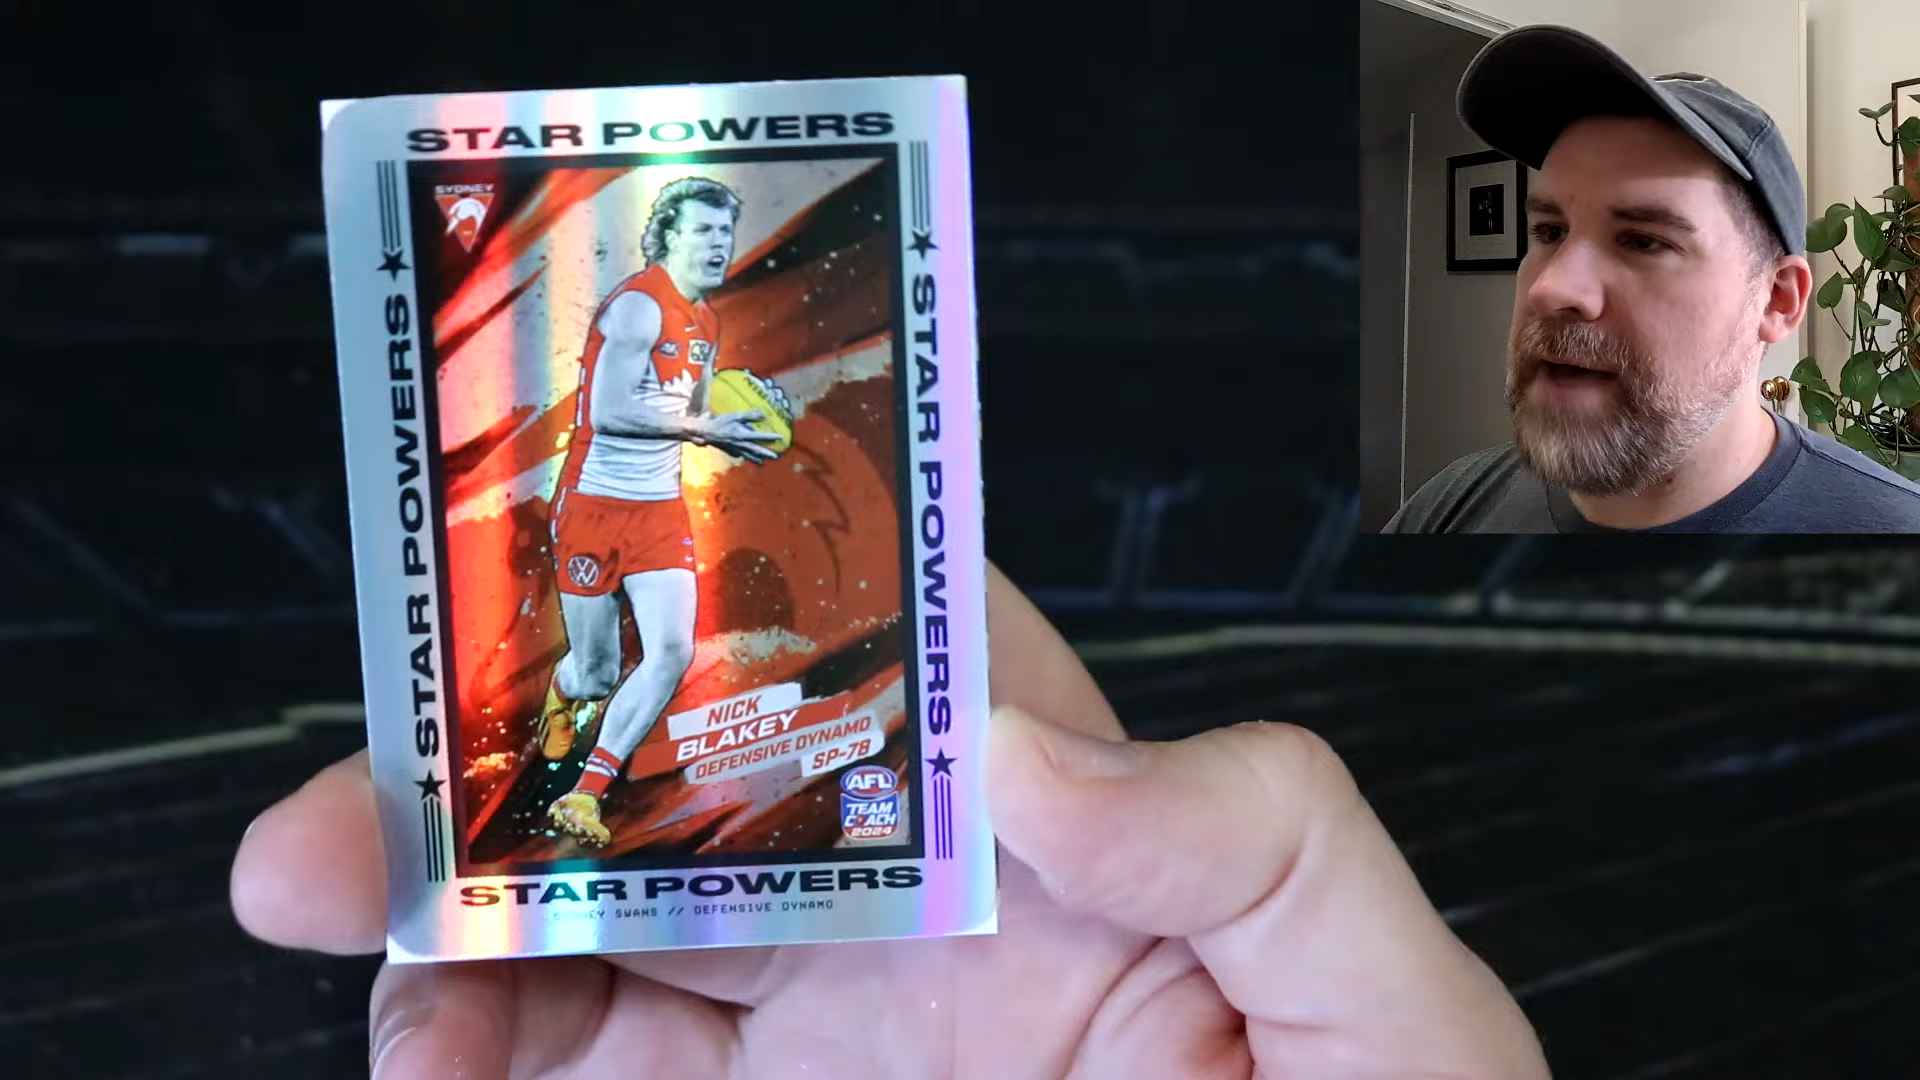 STAR POWERS
SYDNEY
STAR POWERS
STAR POWERS
NICK
BLAKEY
DEFENSIVE DYNAMO
SP-78
AFL
TEAM
COACH
2024
STAR POWERS
SYDNEY SWANS // DEFENSIVE DYNAMO